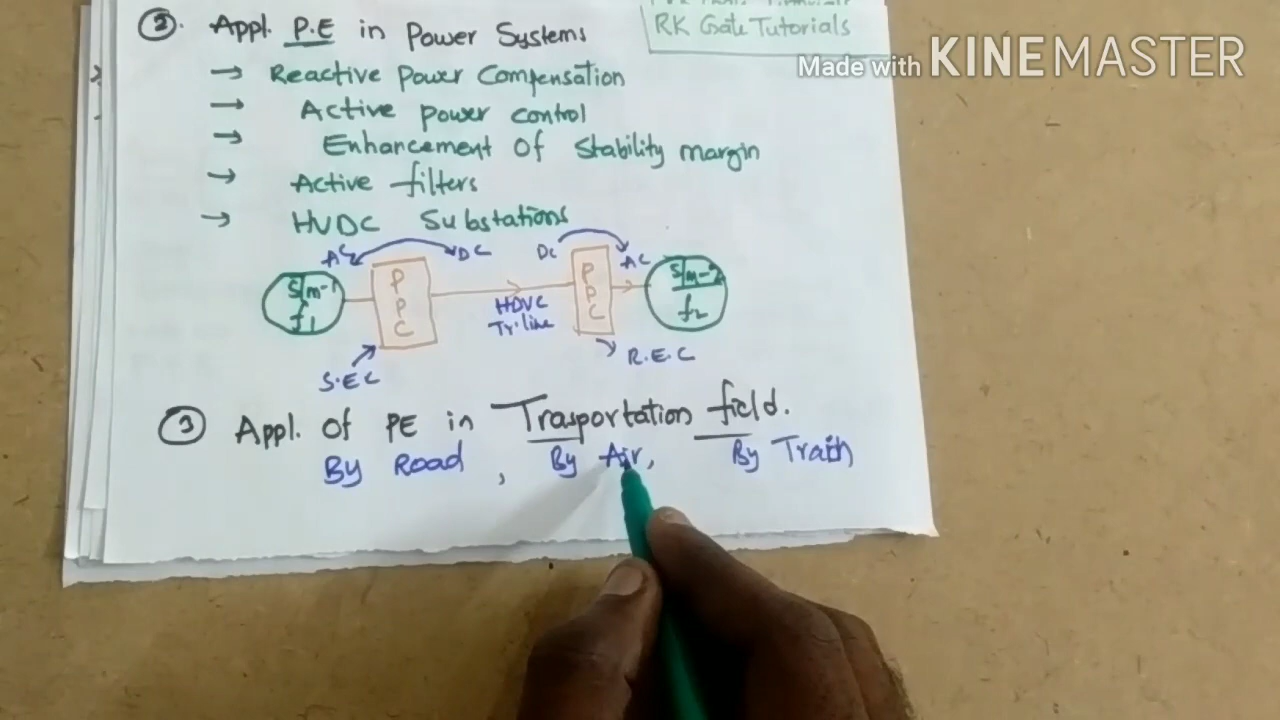 ②. Appl. P.E in Power Systems
RK Gate Tutorials
Made with KINEMASTER
→ Reactive Power Compensation
→ Active power control
→ Enhancement Of Stability margin
→ Active filters
→ HVDC Substations
AC DC DC AC
S/m-1 f1
P P C
HDVC Tr. line
P P C
S/m-2 f2
S.E.C
R.E.C
③ Appl. of PE in Trasportation field.
By Road, By Air, By Train